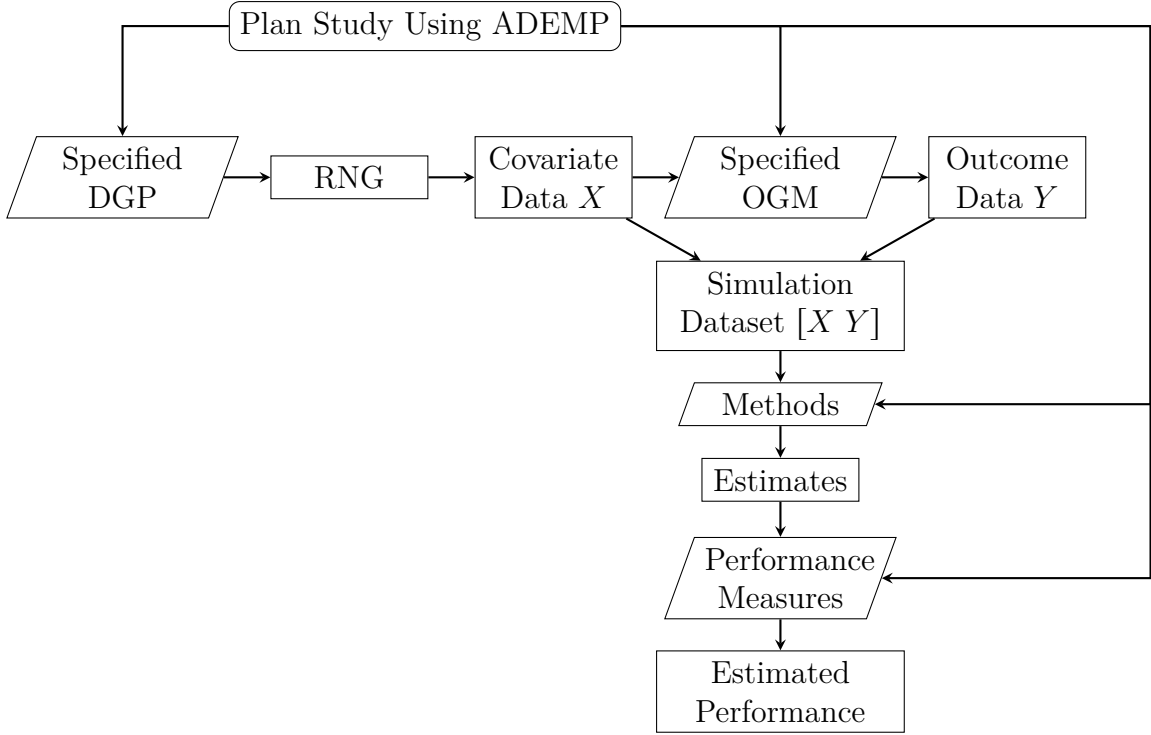 Plan Study Using ADEMP
Specified
DGP
RNG
Covariate
Data X
Specified
OGM
Outcome
Data Y
Simulation
Dataset [X Y]
Methods
Estimates
Performance
Measures
Estimated
Performance